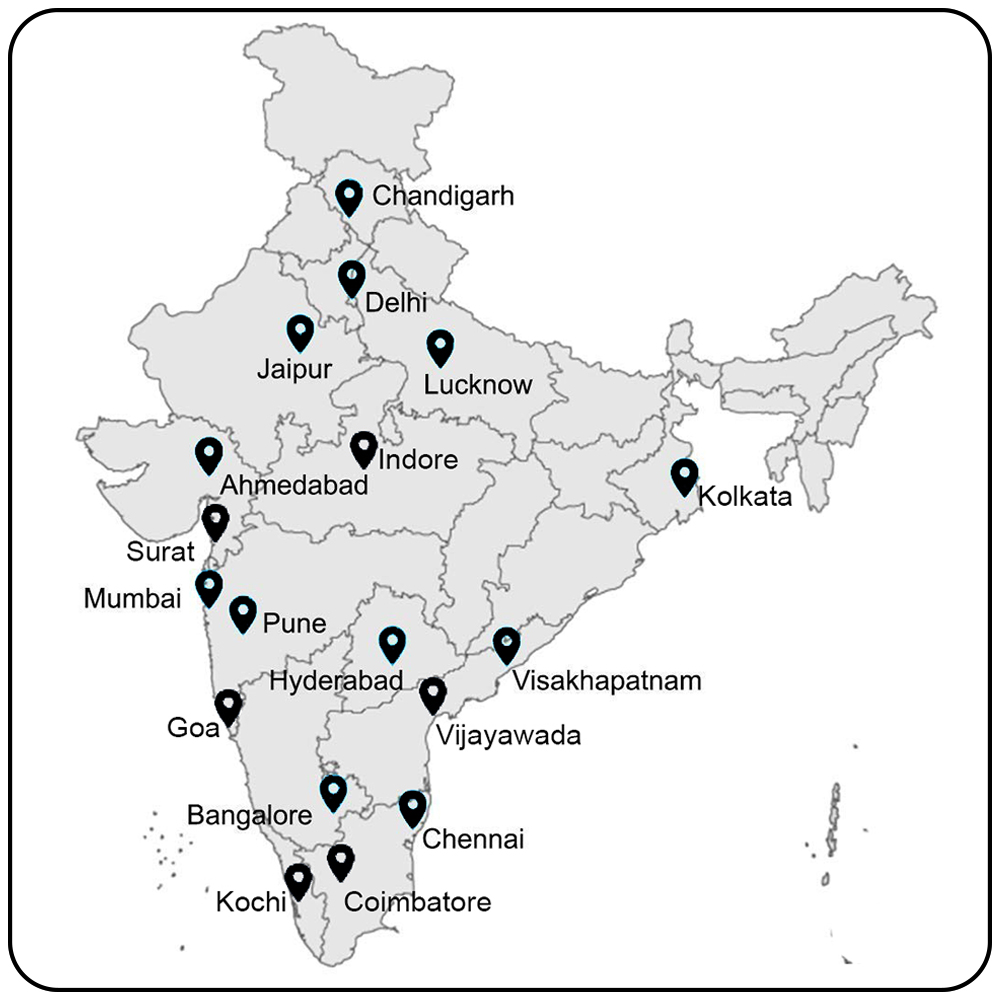 Chandigarh
Delhi
Jaipur
Lucknow
Indore
Ahmedabad
Kolkata
Surat
Mumbai
Pune
Hyderabad
Visakhapatnam
Goa
Vijayawada
Bangalore
Chennai
Kochi
Coimbatore